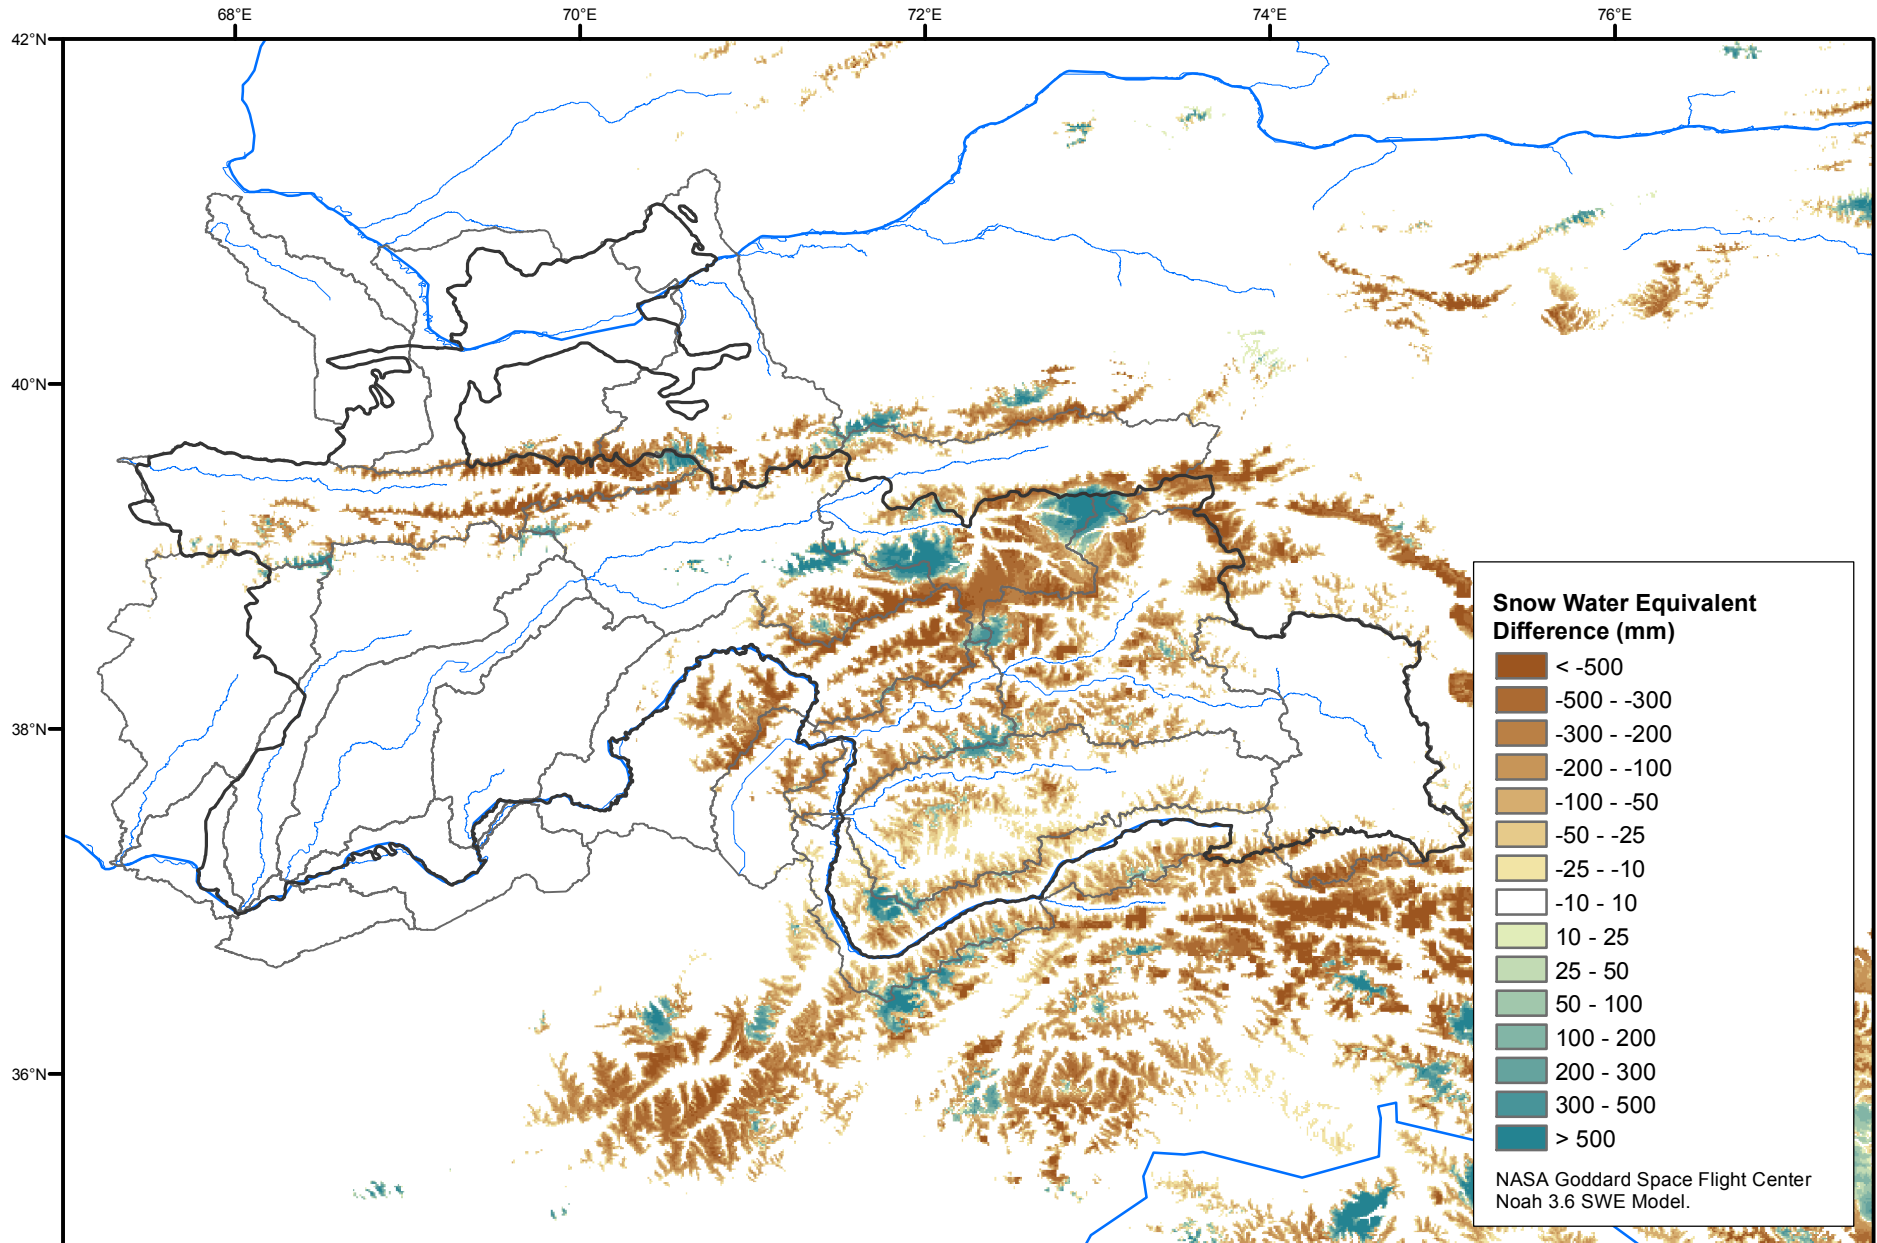 68°E
70°E
72°E
74°E
76°E
42°N
40°N
38°N
36°N
Snow Water Equivalent
Difference (mm)
< -500
-500 - -300
-300 - -200
-200 - -100
-100 - -50
-50 - -25
-25 - -10
-10 - 10
10 - 25
25 - 50
50 - 100
100 - 200
200 - 300
300 - 500
> 500
NASA Goddard Space Flight Center
Noah 3.6 SWE Model.